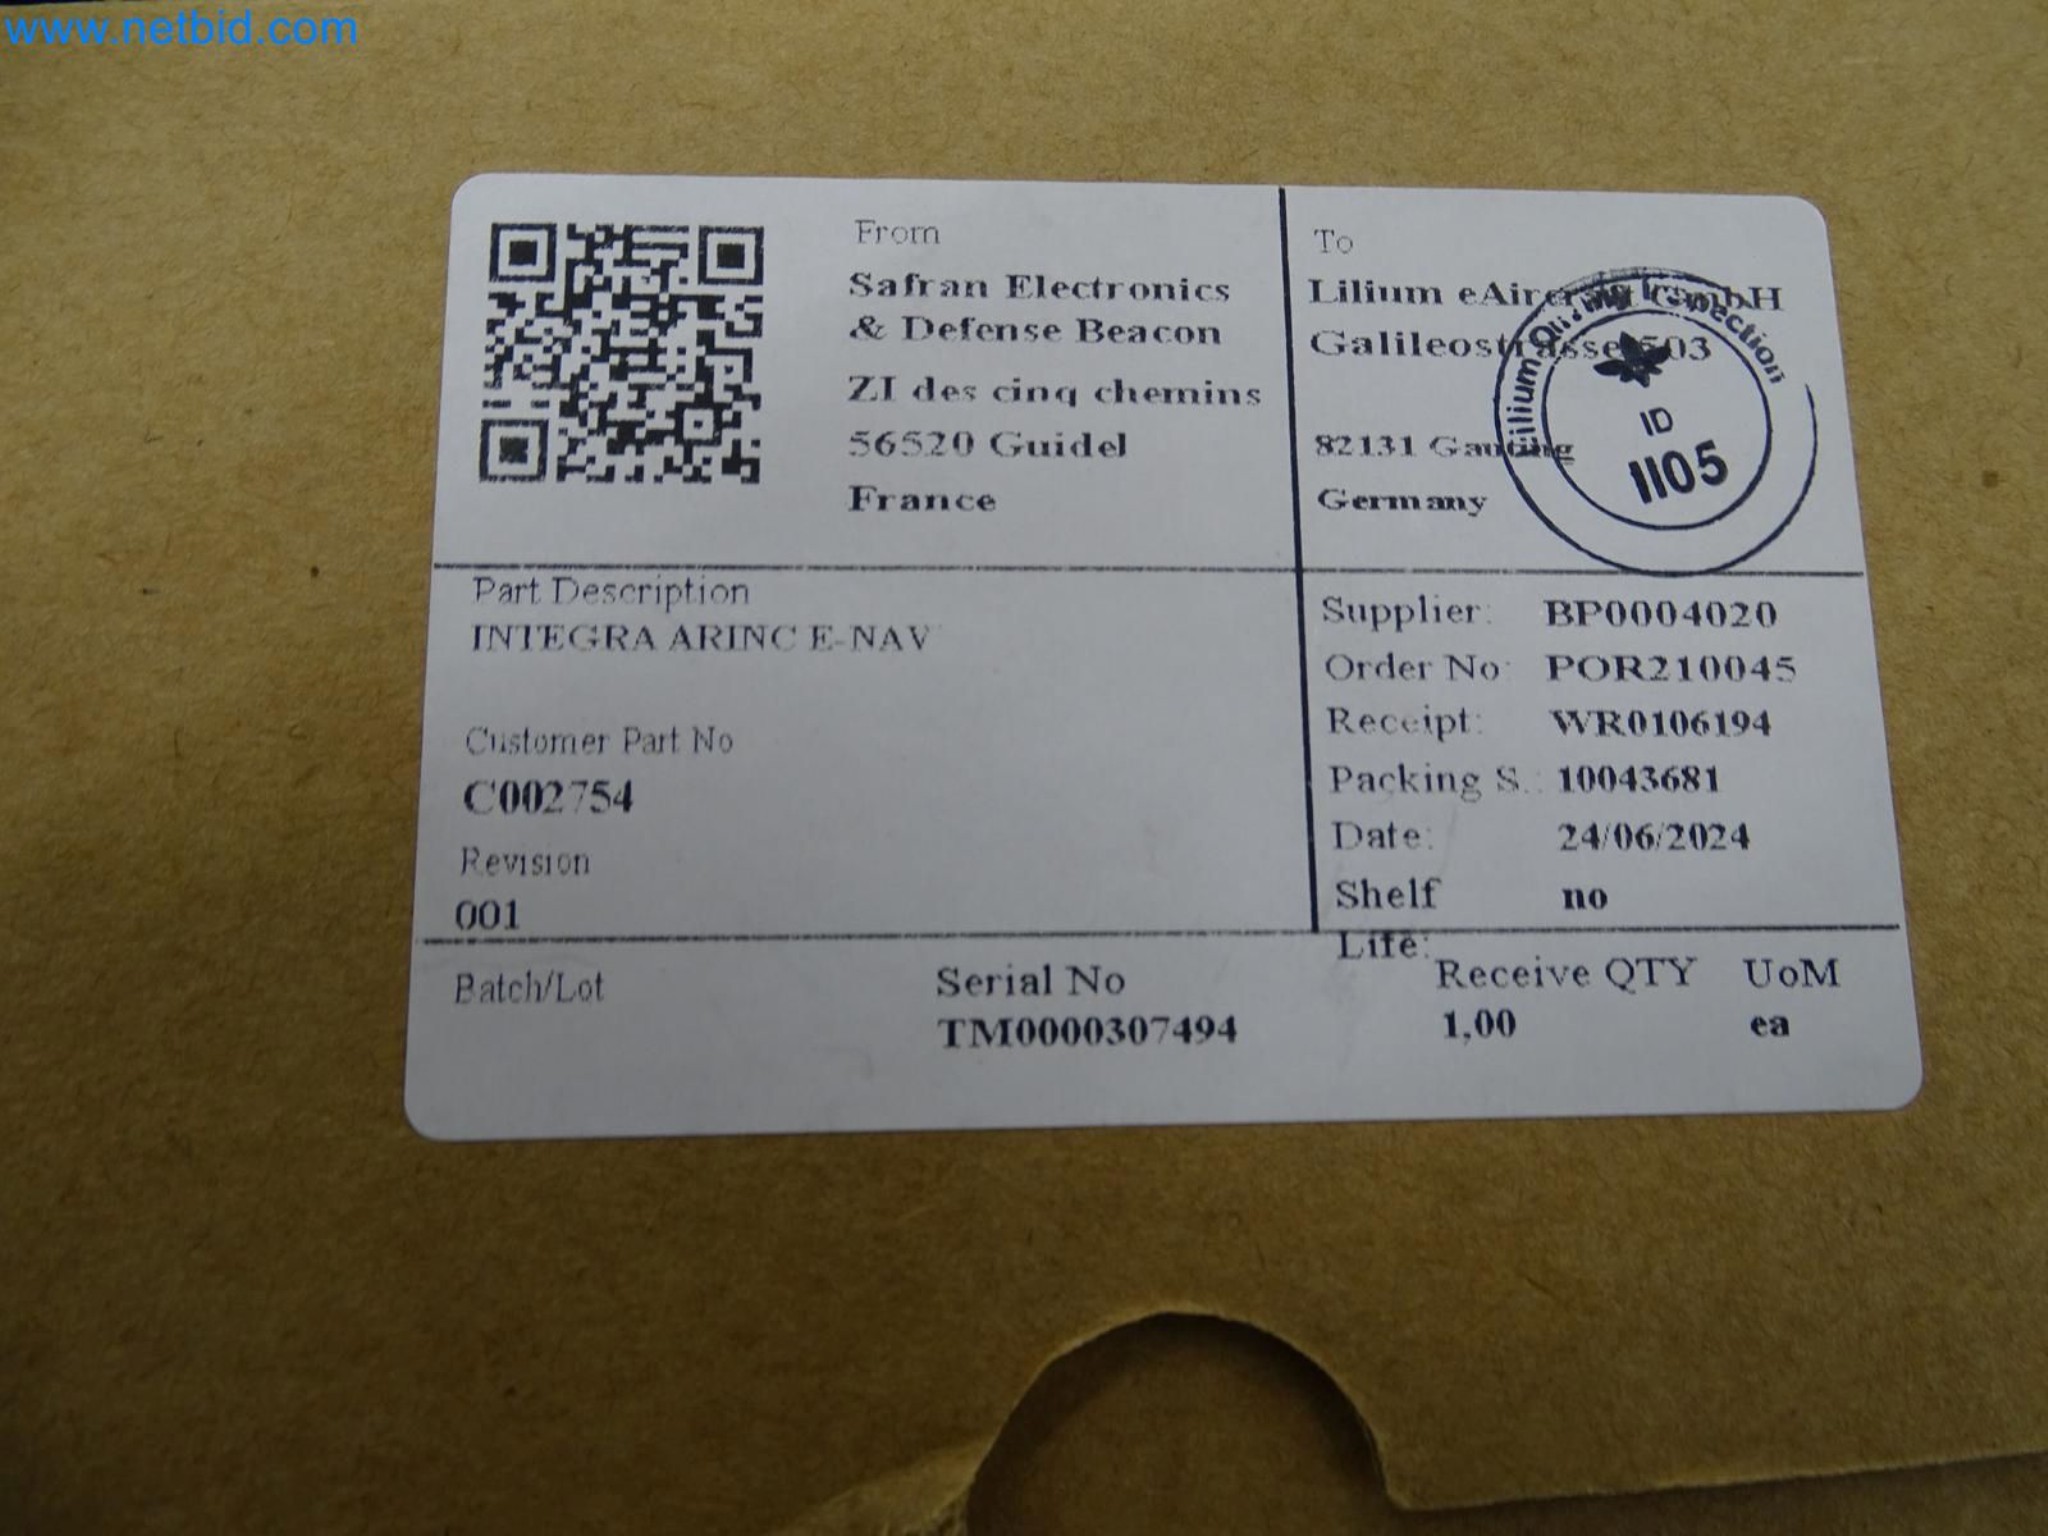 www.netbid.com
From
Safran Electronics
& Defense Beacon
ZI des cinq chemins
56520 Guidel
France
To
Lilium eAircraft GmbH
Galileostrasse 503
82131 Gauting
Germany
Lilium Quality Inspection
ID
1105
Part Description
INTEGRA ARINC E-NAV
Customer Part No
C002754
Revision
001
Supplier: BP0004020
Order No: POR210045
Receipt: WR0106194
Packing S.: 10043681
Date: 24/06/2024
Shelf no
Life:
Batch/Lot
Serial No
TM0000307494
Receive QTY UoM
1,00 ea